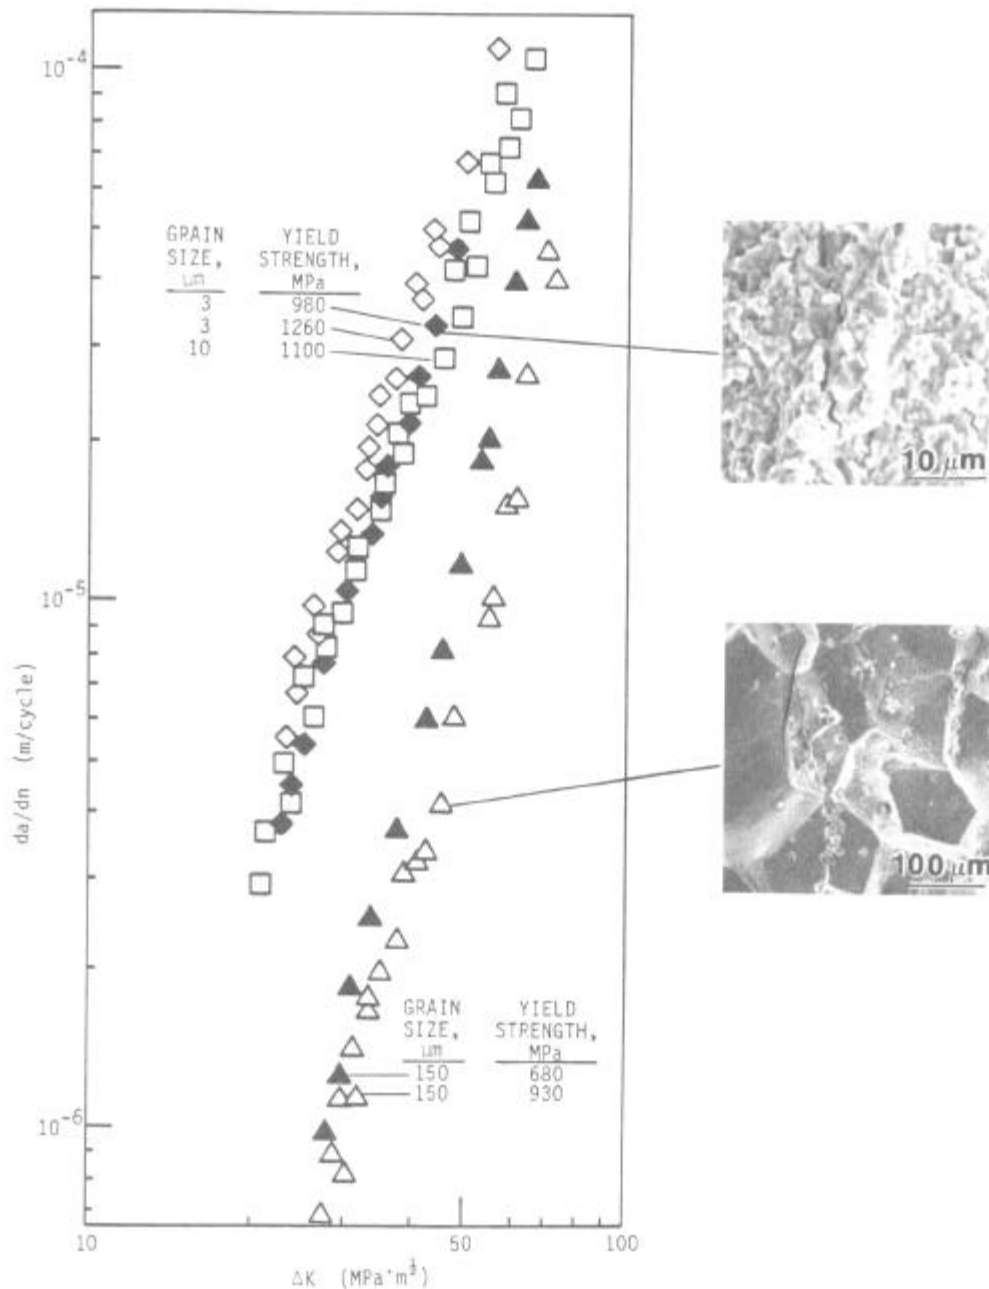 10⁻⁴
GRAIN YIELD
SIZE, STRENGTH,
μm MPa
3 980
3 1260
10 1100
10 μm
10⁻⁵
da/dn (m/cycle)
100 μm
GRAIN YIELD
SIZE, STRENGTH,
μm MPa
150 680
150 930
10⁻⁶
10 50 100
ΔK (MPa·m½)